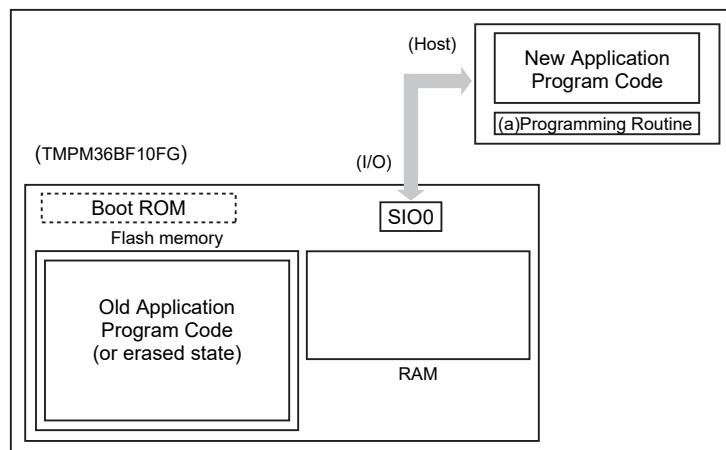 (Host)
New Application
Program Code
(a)Programming Routine
(TMPM36BF10FG)
(I/O)
Boot ROM
SIO0
Flash memory
Old Application
Program Code
(or erased state)
RAM